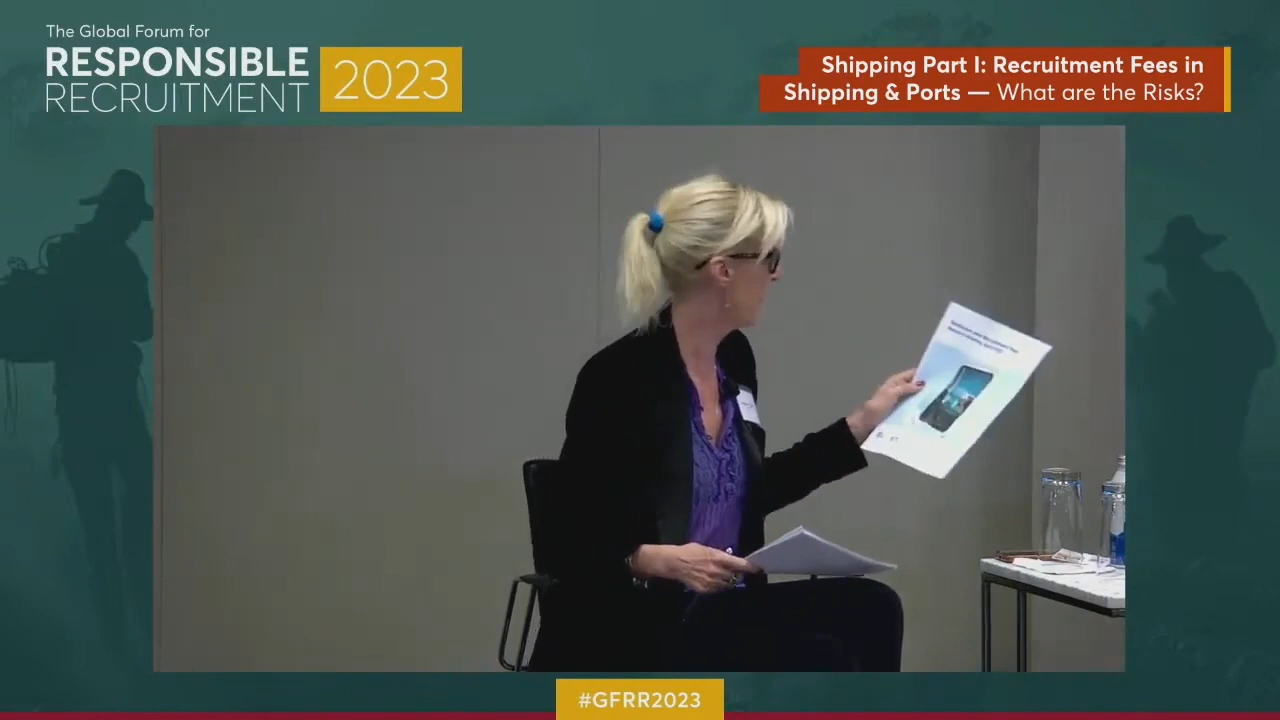 The Global Forum for
RESPONSIBLE
RECRUITMENT
2023
Shipping Part I: Recruitment Fees in
Shipping & Ports — What are the Risks?
#GFRR2023